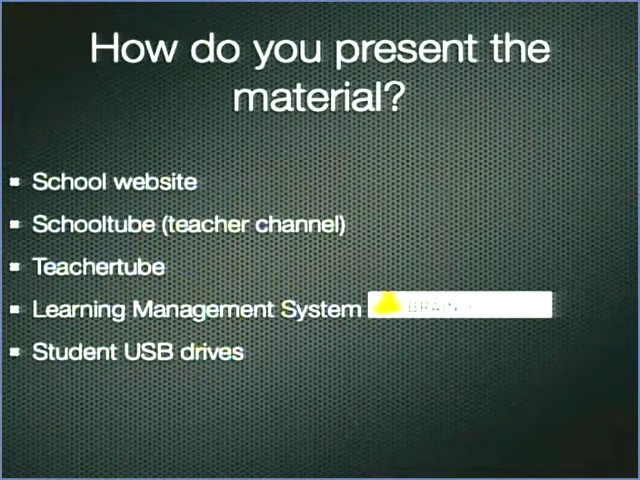 How do you present the
material?
School website
Schooltube (teacher channel)
Teachertube
Learning Management System
Student USB drives